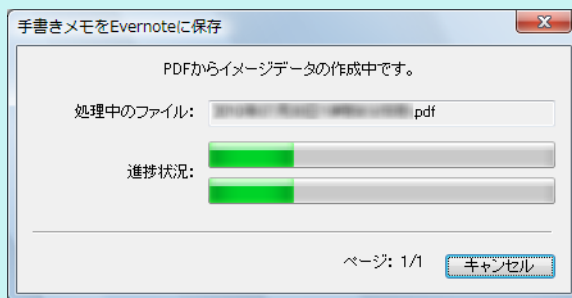 手書きメモをEvernoteに保存
PDFからイメージデータの作成中です。
処理中のファイル: .pdf
進捗状況:
ページ: 1/1 キャンセル